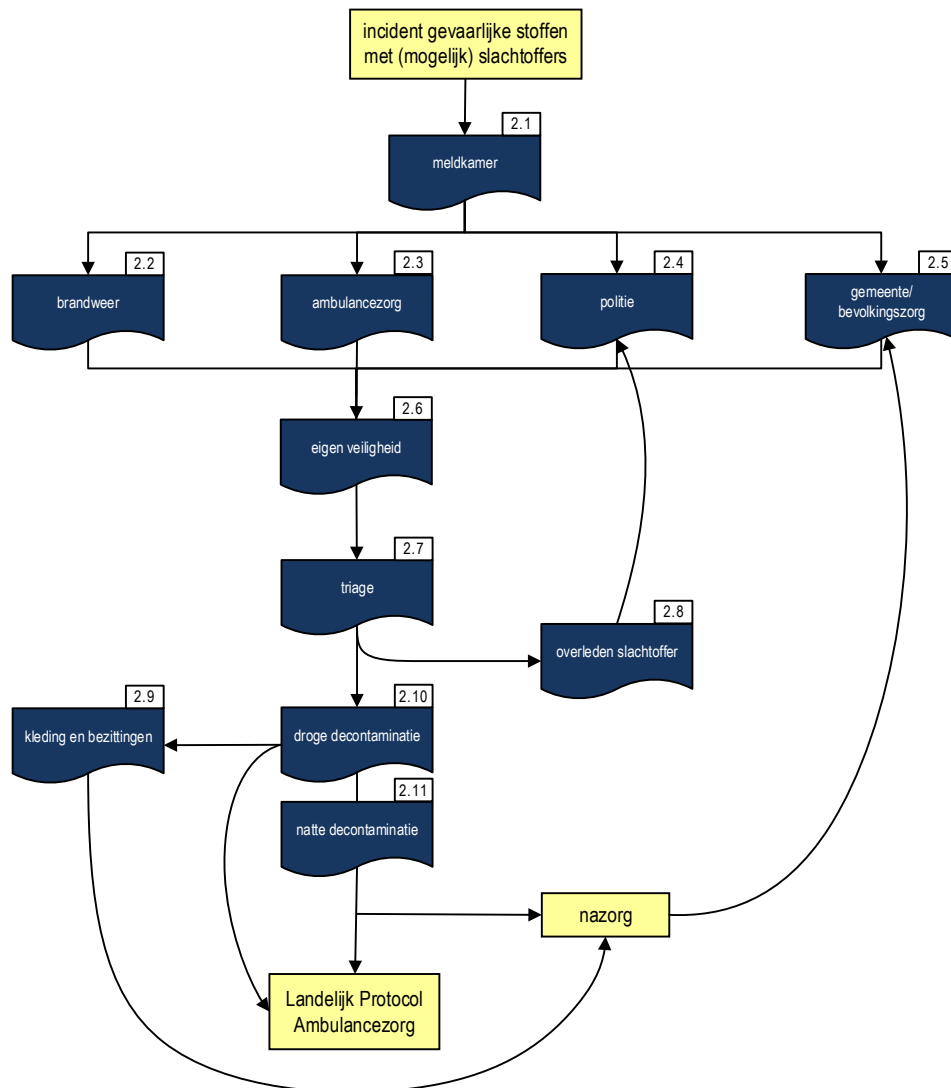 incident gevaarlijke stoffen
met (mogelijk) slachtoffers
2.1
meldkamer
2.2
brandweer
2.3
ambulancezorg
2.4
politie
2.5
gemeente/
bevolkingszorg
2.6
eigen veiligheid
2.7
triage
2.8
overleden slachtoffer
2.9
kleding en bezittingen
2.10
droge decontaminatie
2.11
natte decontaminatie
nazorg
Landelijk Protocol
Ambulancezorg